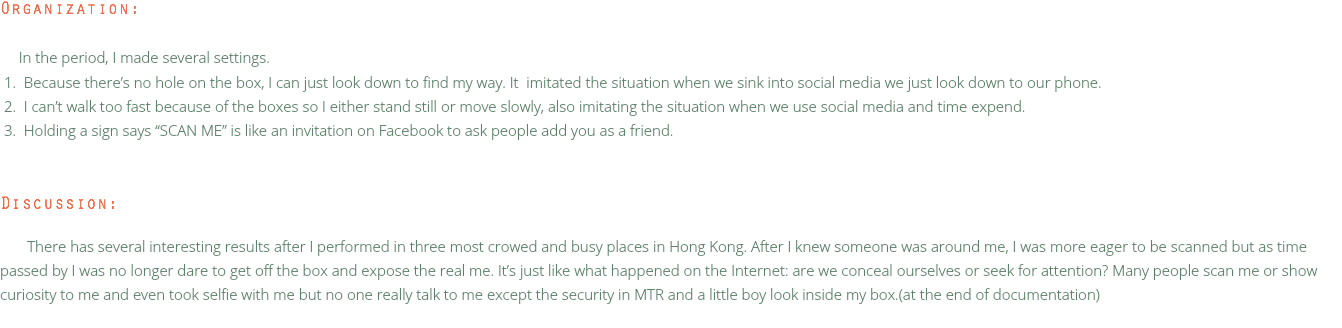 Organization:
In the period, I made several settings.
1. Because there’s no hole on the box, I can just look down to find my way. It imitated the situation when we sink into social media we just look down to our phone.
2. I can’t walk too fast because of the boxes so I either stand still or move slowly, also imitating the situation when we use social media and time expend.
3. Holding a sign says “SCAN ME” is like an invitation on Facebook to ask people add you as a friend.
Discussion:
There has several interesting results after I performed in three most crowed and busy places in Hong Kong. After I knew someone was around me, I was more eager to be scanned but as time
passed by I was no longer dare to get off the box and expose the real me. It’s just like what happened on the Internet: are we conceal ourselves or seek for attention? Many people scan me or show
curiosity to me and even took selfie with me but no one really talk to me except the security in MTR and a little boy look inside my box.(at the end of documentation)